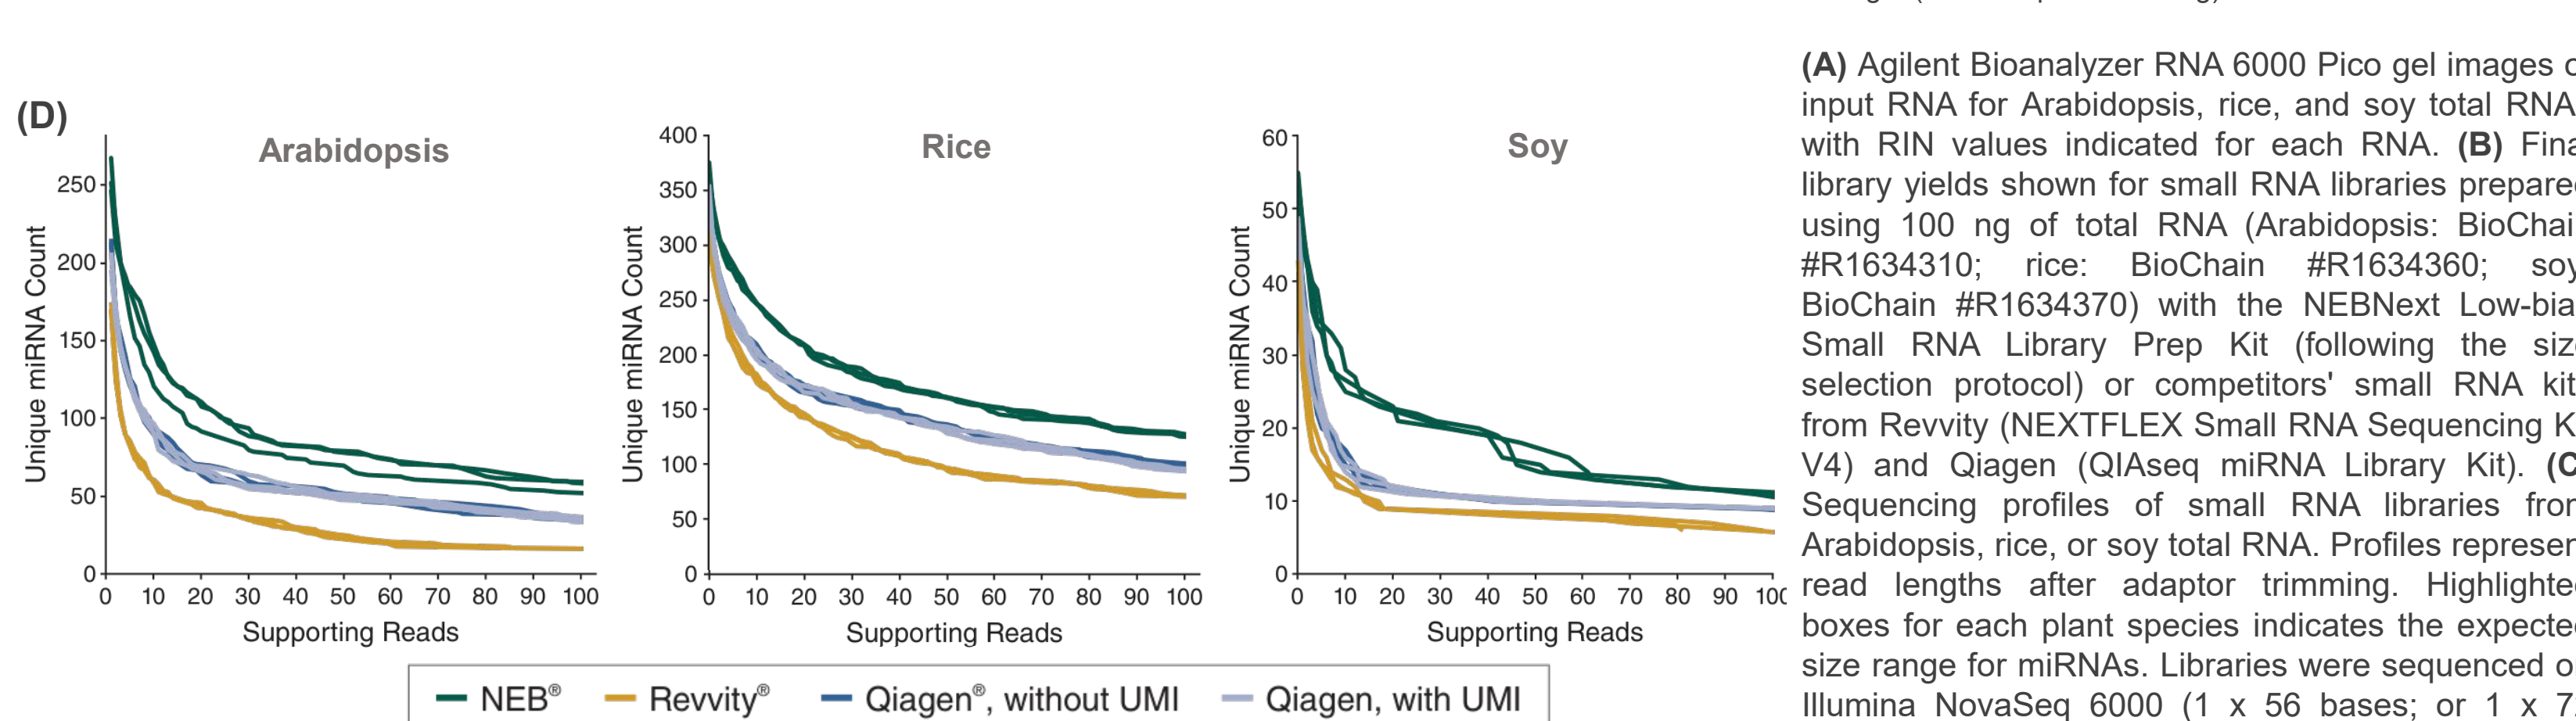 (D)
Arabidopsis
Unique miRNA Count
250
200
150
100
50
0
0 10 20 30 40 50 60 70 80 90 100
Supporting Reads
Rice
Unique miRNA Count
400
350
300
250
200
150
100
50
0
0 10 20 30 40 50 60 70 80 90 100
Supporting Reads
Soy
Unique miRNA Count
60
50
40
30
20
10
0
0 10 20 30 40 50 60 70 80 90 100
Supporting Reads
NEB® Revvity® Qiagen®, without UMI Qiagen, with UMI
(A) Agilent Bioanalyzer RNA 6000 Pico gel images
input RNA for Arabidopsis, rice, and soy total RNA
with RIN values indicated for each RNA. (B)
library yields shown for small RNA libraries
using 100 ng of total RNA (Arabidopsis:
#R1634310; rice: BioChain #R1634360; soy
BioChain #R1634370) with the NEBNext
Small RNA Library Prep Kit (following the
selection protocol) or competitors' small RNA
from Revvity (NEXTFLEX Small RNA Sequencing
V4) and Qiagen (QIAseq miRNA Library Kit).
Sequencing profiles of small RNA libraries
Arabidopsis, rice, or soy total RNA. Profiles
read lengths after adaptor trimming.
boxes for each plant species indicates the
size range for miRNAs. Libraries were sequenced
Illumina NovaSeq 6000 (1 x 56 bases; or 1 x